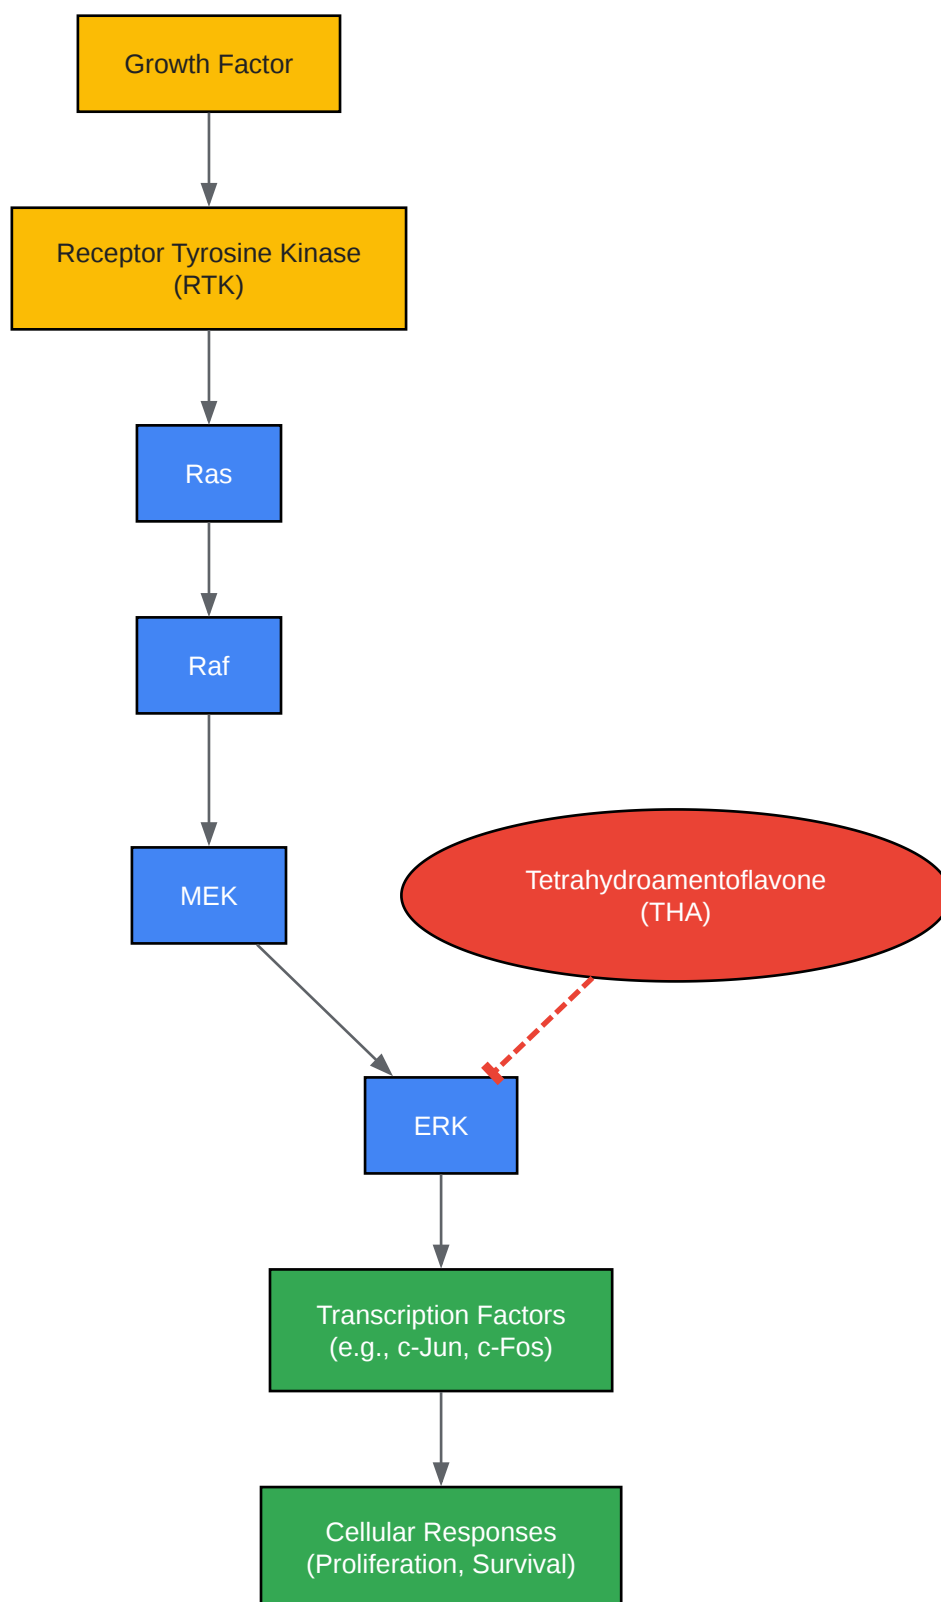 Growth Factor
Receptor Tyrosine Kinase
(RTK)
Ras
Raf
MEK
Tetrahydroamentoflavone
(THA)
ERK
Transcription Factors
(e.g., c-Jun, c-Fos)
Cellular Responses
(Proliferation, Survival)